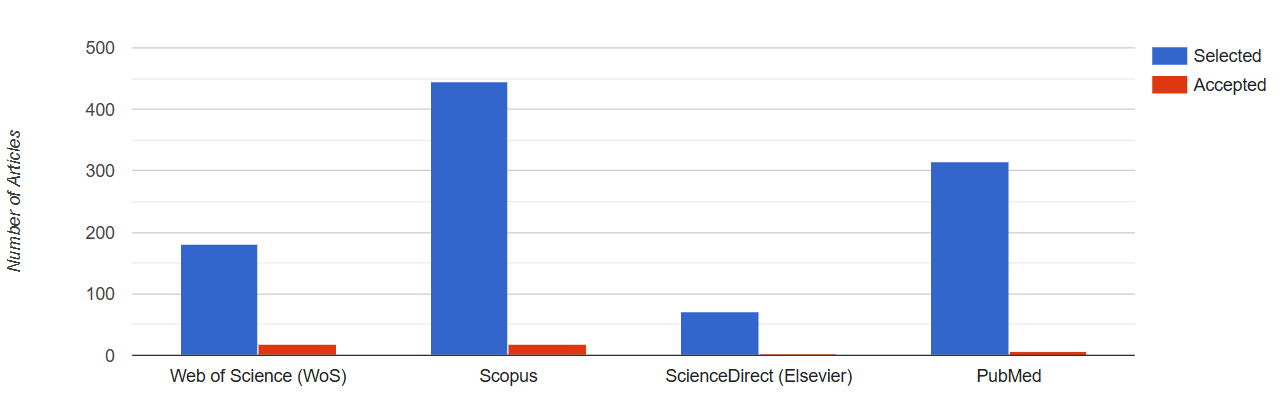 500
400
300
200
100
0
Number of Articles
Web of Science (WoS)
Scopus
ScienceDirect (Elsevier)
PubMed
Selected
Accepted